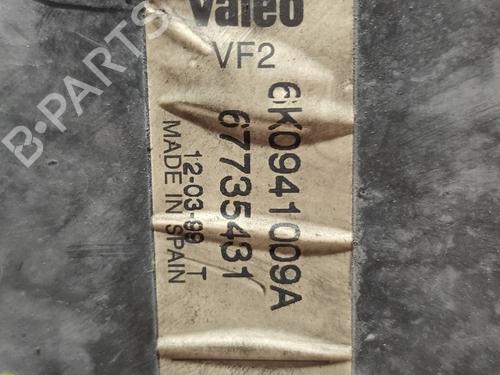 Valeo
VF2
6K0941009A
67735431
12-03-99 T
MADE IN SPAIN
B-PARTS